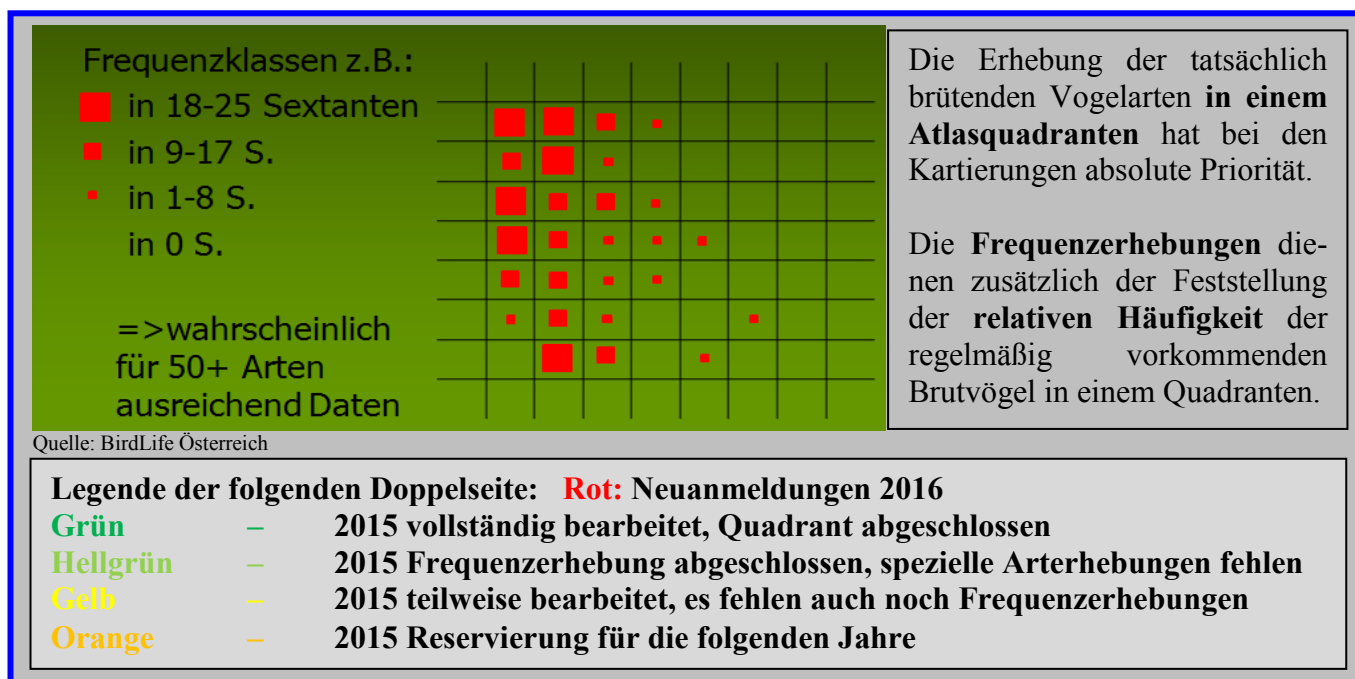 Frequenzklassen z.B.:
in 18-25 Sextanten
in 9-17 S.
in 1-8 S.
in 0 S.
=>wahrscheinlich
für 50+ Arten
ausreichend Daten
Die Erhebung der tatsächlich
brütenden Vogelarten in einem
Atlasquadranten hat bei den
Kartierungen absolute Priorität.
Die Frequenzerhebungen die-
nen zusätzlich der Feststellung
der relativen Häufigkeit der
regelmäßig vorkommenden
Brutvögel in einem Quadranten.
Quelle: BirdLife Österreich
Legende der folgenden Doppelseite: Rot: Neuanmeldungen 2016
Grün – 2015 vollständig bearbeitet, Quadrant abgeschlossen
Hellgrün – 2015 Frequenzerhebung abgeschlossen, spezielle Arterhebungen fehlen
Gelb – 2015 teilweise bearbeitet, es fehlen auch noch Frequenzerhebungen
Orange – 2015 Reservierung für die folgenden Jahre